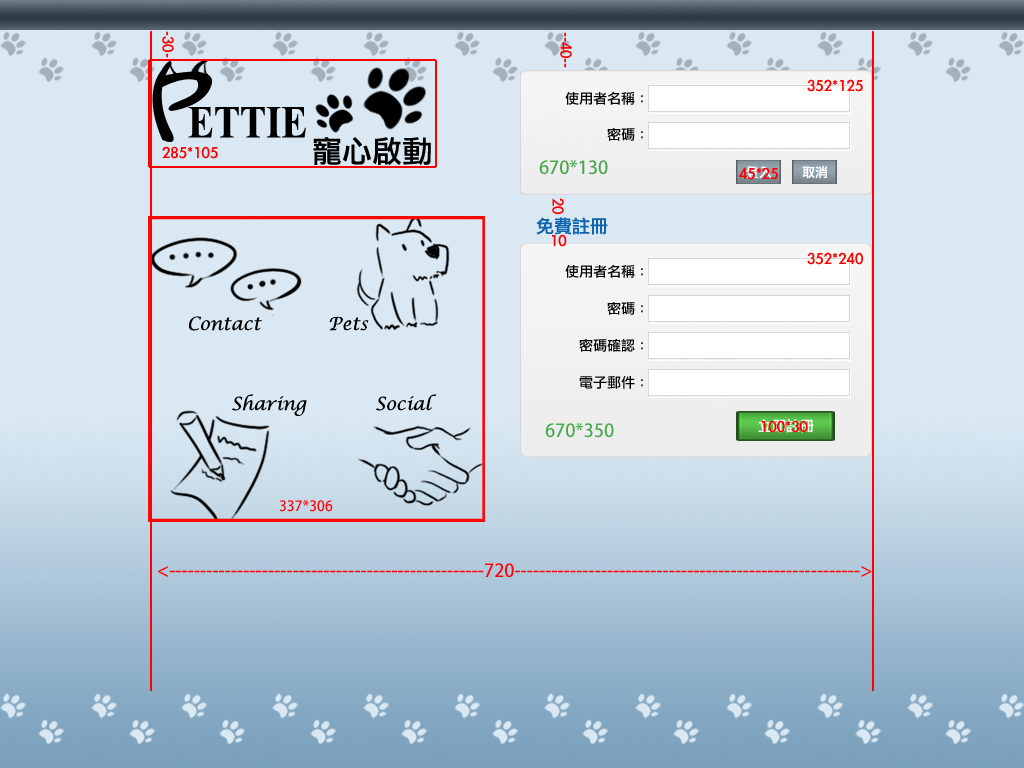 -30-
--40--
PETTIE
寵心啟動
285*105
使用者名稱：
352*125
密碼：
670*130
45*25
取消
20
免費註冊
10
使用者名稱：
352*240
密碼：
密碼確認：
電子郵件：
670*350
100*30
Contact
Pets
Sharing
Social
337*306
720